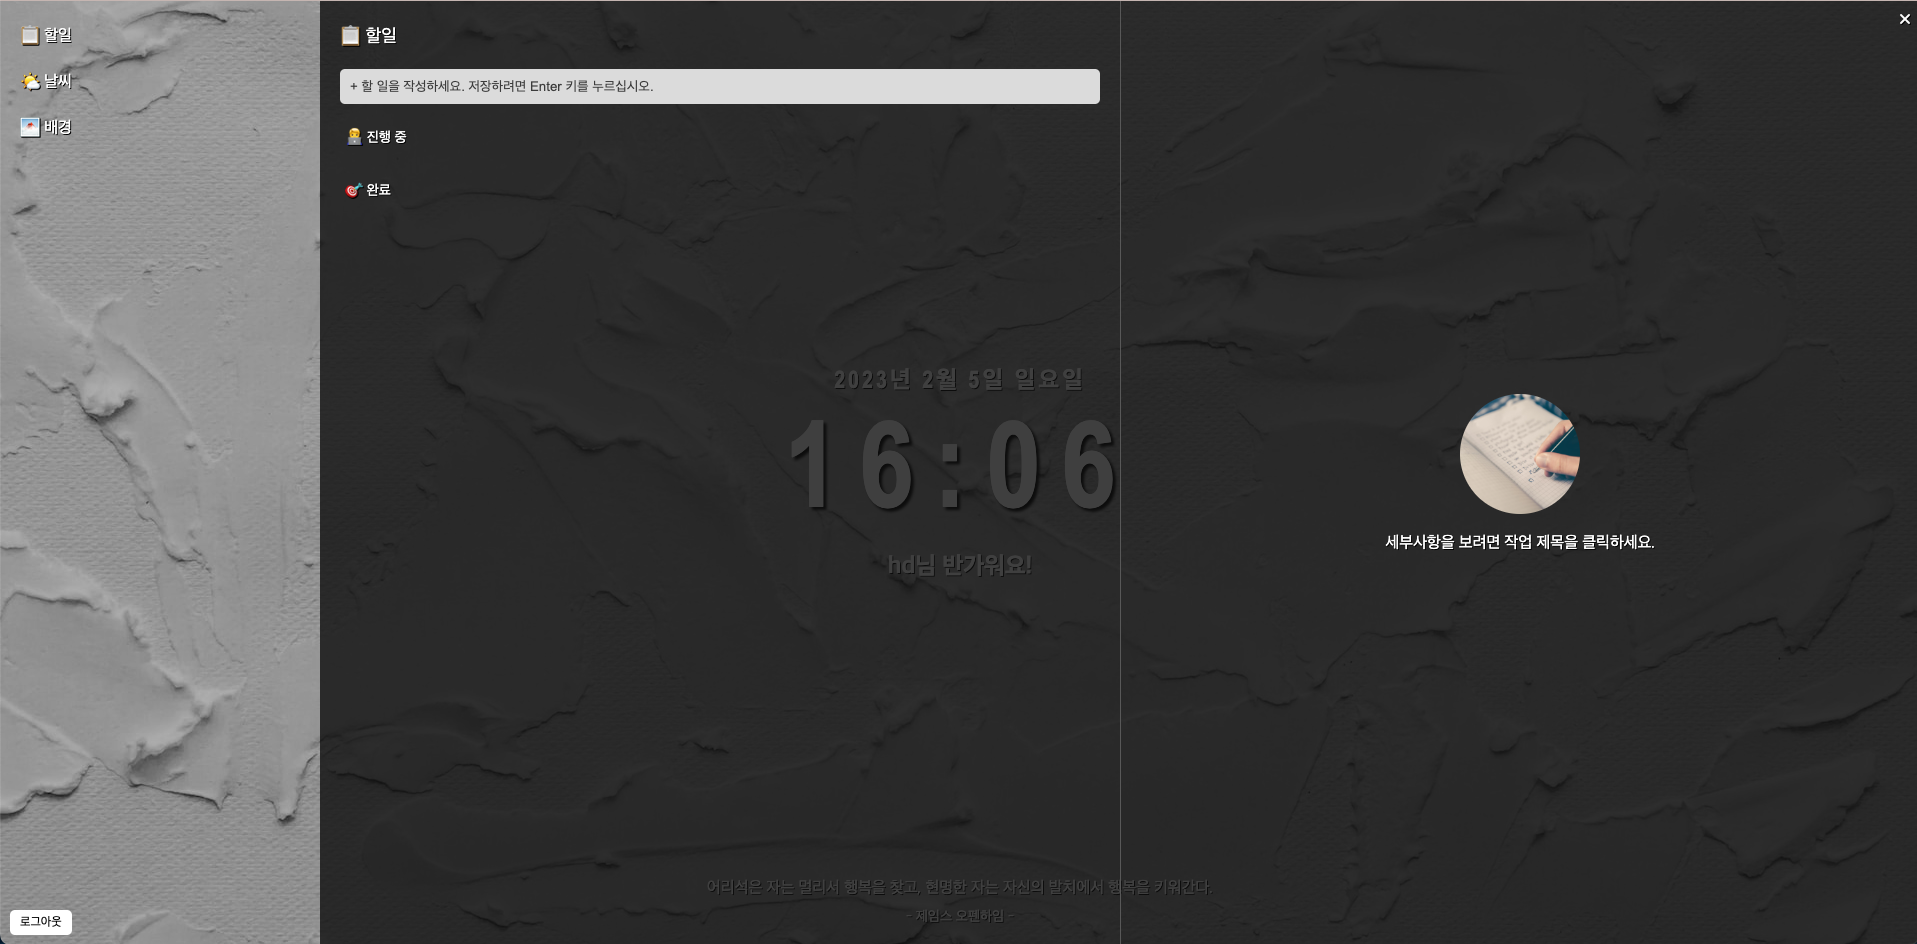 할일
날씨
배경
로그아웃
할일
+ 할 일을 작성하세요. 저장하려면 Enter 키를 누르십시오.
진행 중
완료
2023년 2월 5일 일요일
16:06
hd님 반가워요!
어리석은 자는 멀리서 행복을 찾고, 현명한 자는 자신의 발치에서 행복을 키워간다.
- 제임스 오펜하임 -
×
세부사항을 보려면 작업 제목을 클릭하세요.